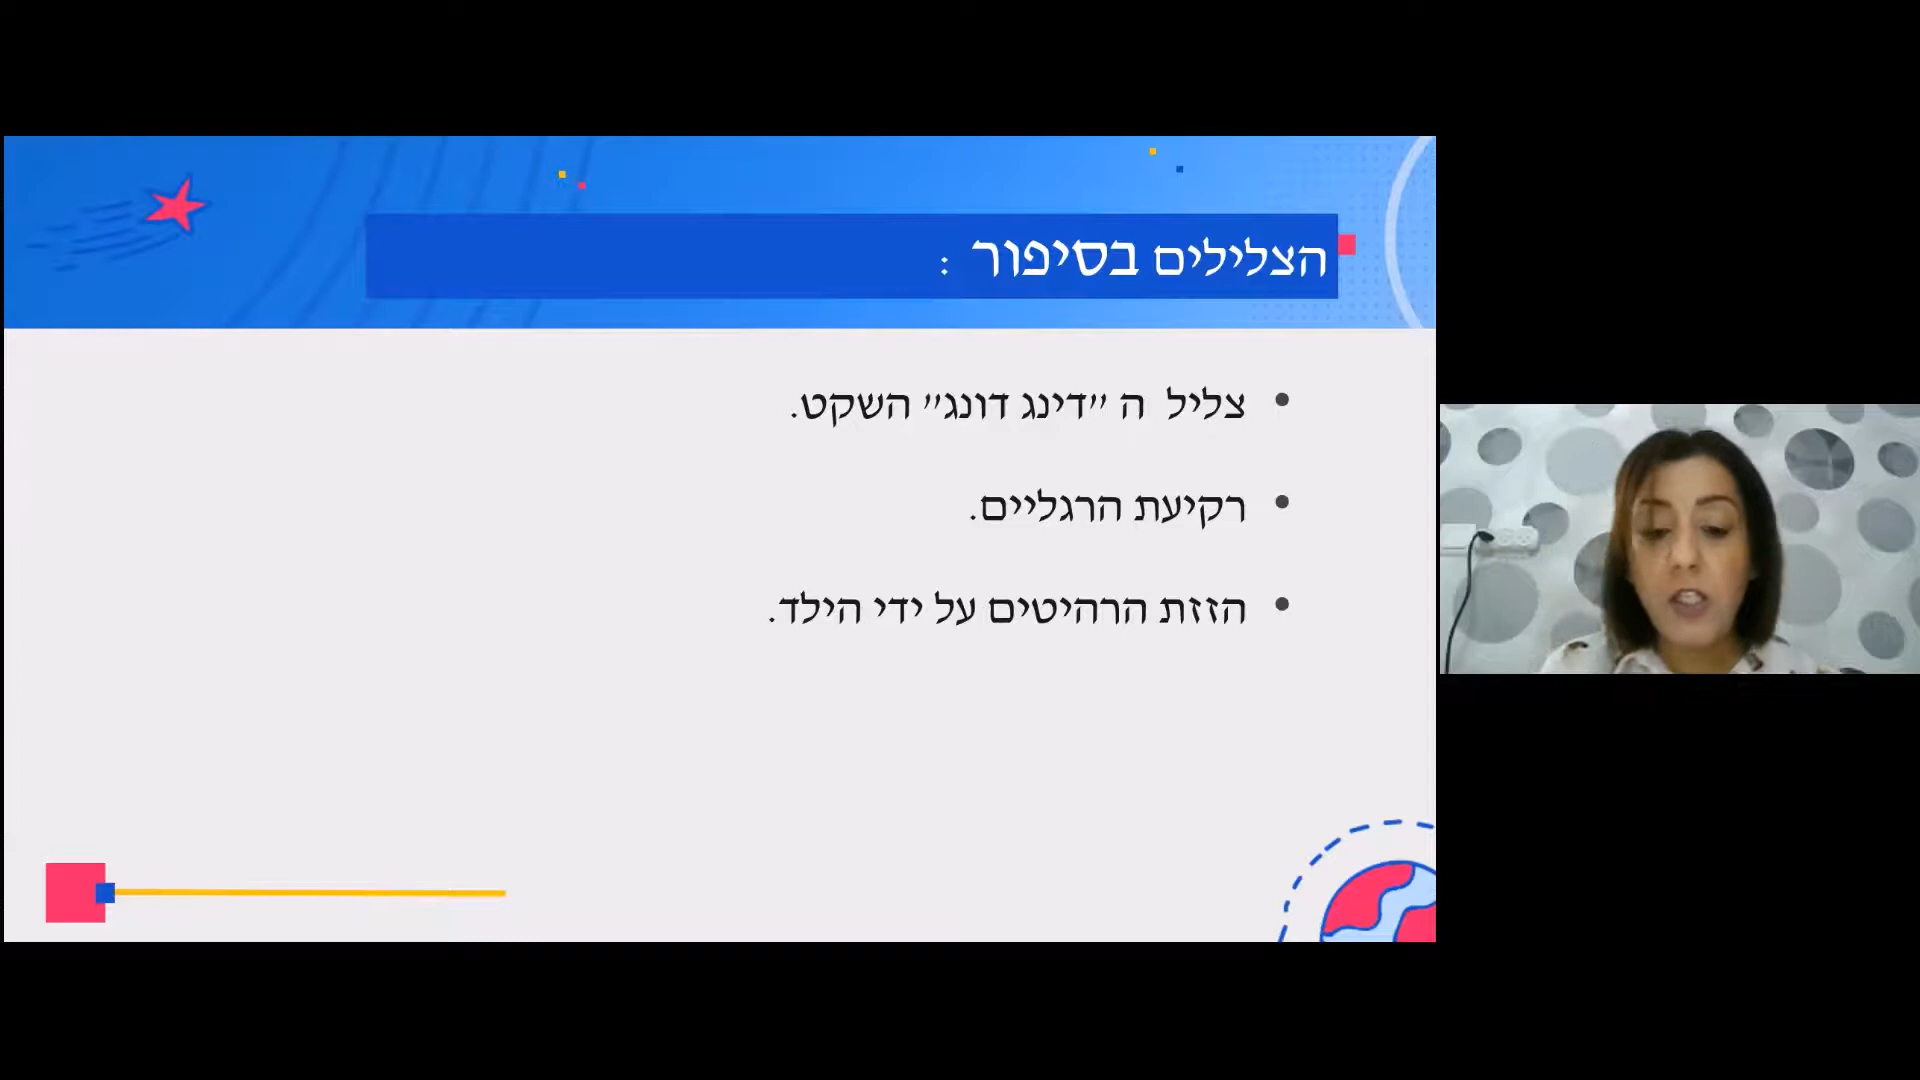 הצלילים בסיפור :
• צליל ה "דינג דונג" השקט.
• רקיעת הרגליים.
• הזזת הרהיטים על ידי הילד.